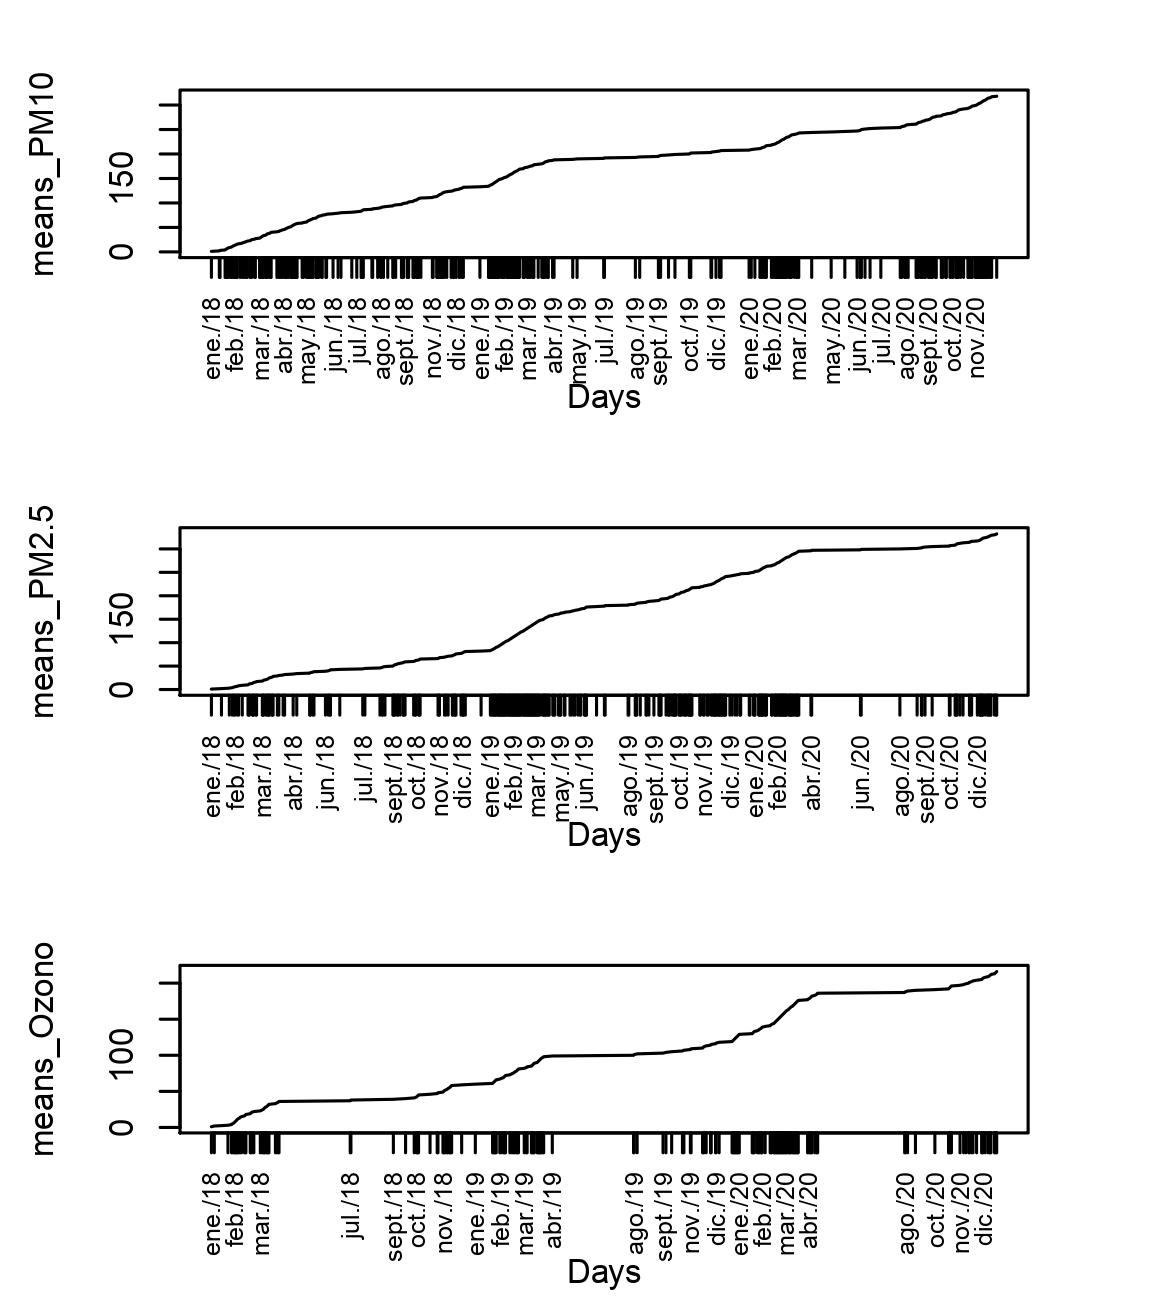 means_PM10
150
0
ene./18
feb./18
mar./18
abr./18
may./18
jun./18
jul./18
ago./18
sept./18
nov./18
dic./18
ene./19
feb./19
mar./19
abr./19
may./19
jul./19
ago./19
sept./19
oct./19
dic./19
ene./20
feb./20
mar./20
may./20
jun./20
jul./20
ago./20
sept./20
oct./20
nov./20
Days
means_PM2.5
150
0
ene./18
feb./18
mar./18
abr./18
jun./18
jul./18
sept./18
oct./18
nov./18
dic./18
ene./19
feb./19
mar./19
may./19
jun./19
ago./19
sept./19
oct./19
nov./19
dic./19
ene./20
feb./20
abr./20
jun./20
ago./20
sept./20
oct./20
dic./20
Days
means_Ozono
100
0
ene./18
feb./18
mar./18
jul./18
sept./18
oct./18
nov./18
ene./19
feb./19
mar./19
abr./19
ago./19
sept./19
nov./19
dic./19
ene./20
feb./20
mar./20
abr./20
ago./20
oct./20
nov./20
dic./20
Days